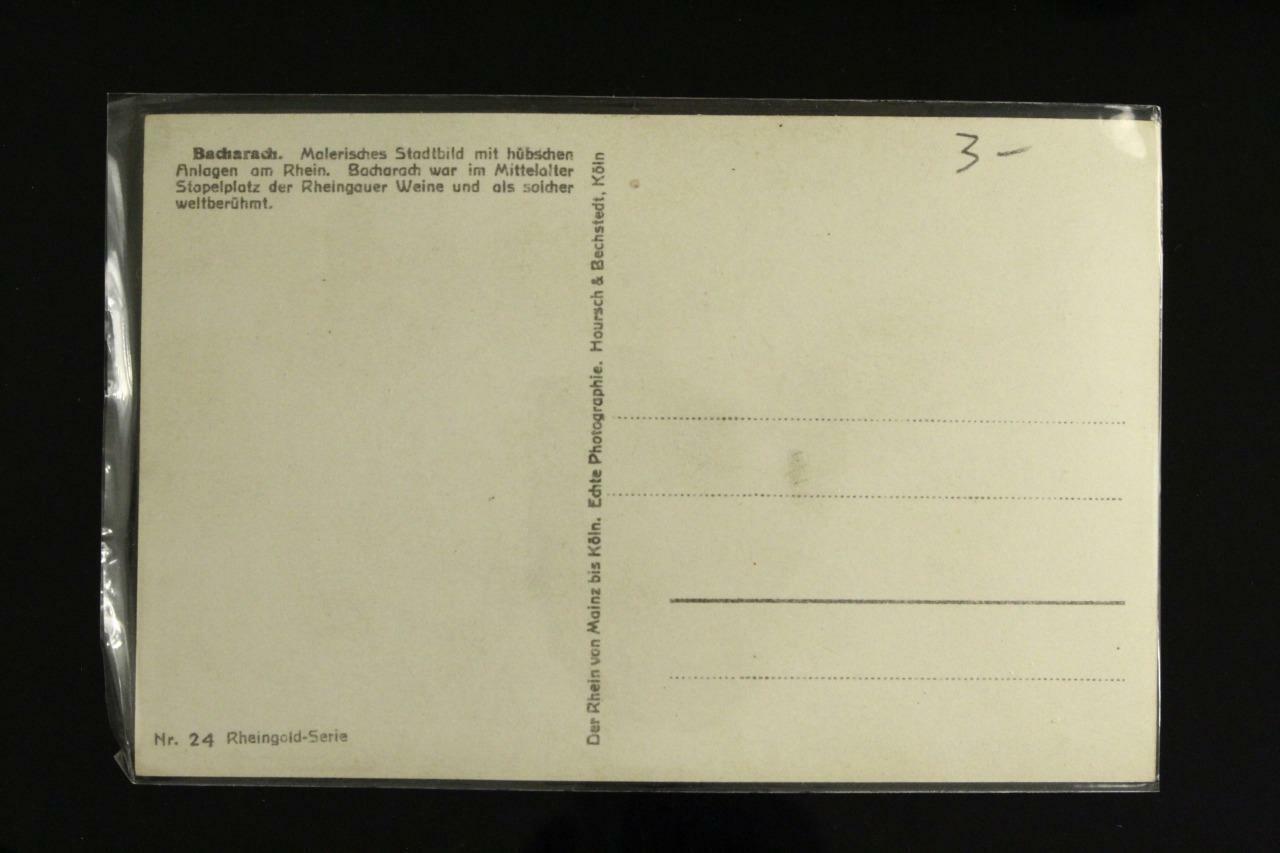 Bacharach. Malerisches Stadtbild mit hübschen
Anlagen am Rhein. Bacharach war im Mittelalter
Stapelplatz der Rheingauer Weine und als solcher
weltberühmt.
Der Rhein von Mainz bis Köln. Echte Photographie. Hoursch & Bechstedt, Köln
3 –
Nr. 24 Rheingold-Serie